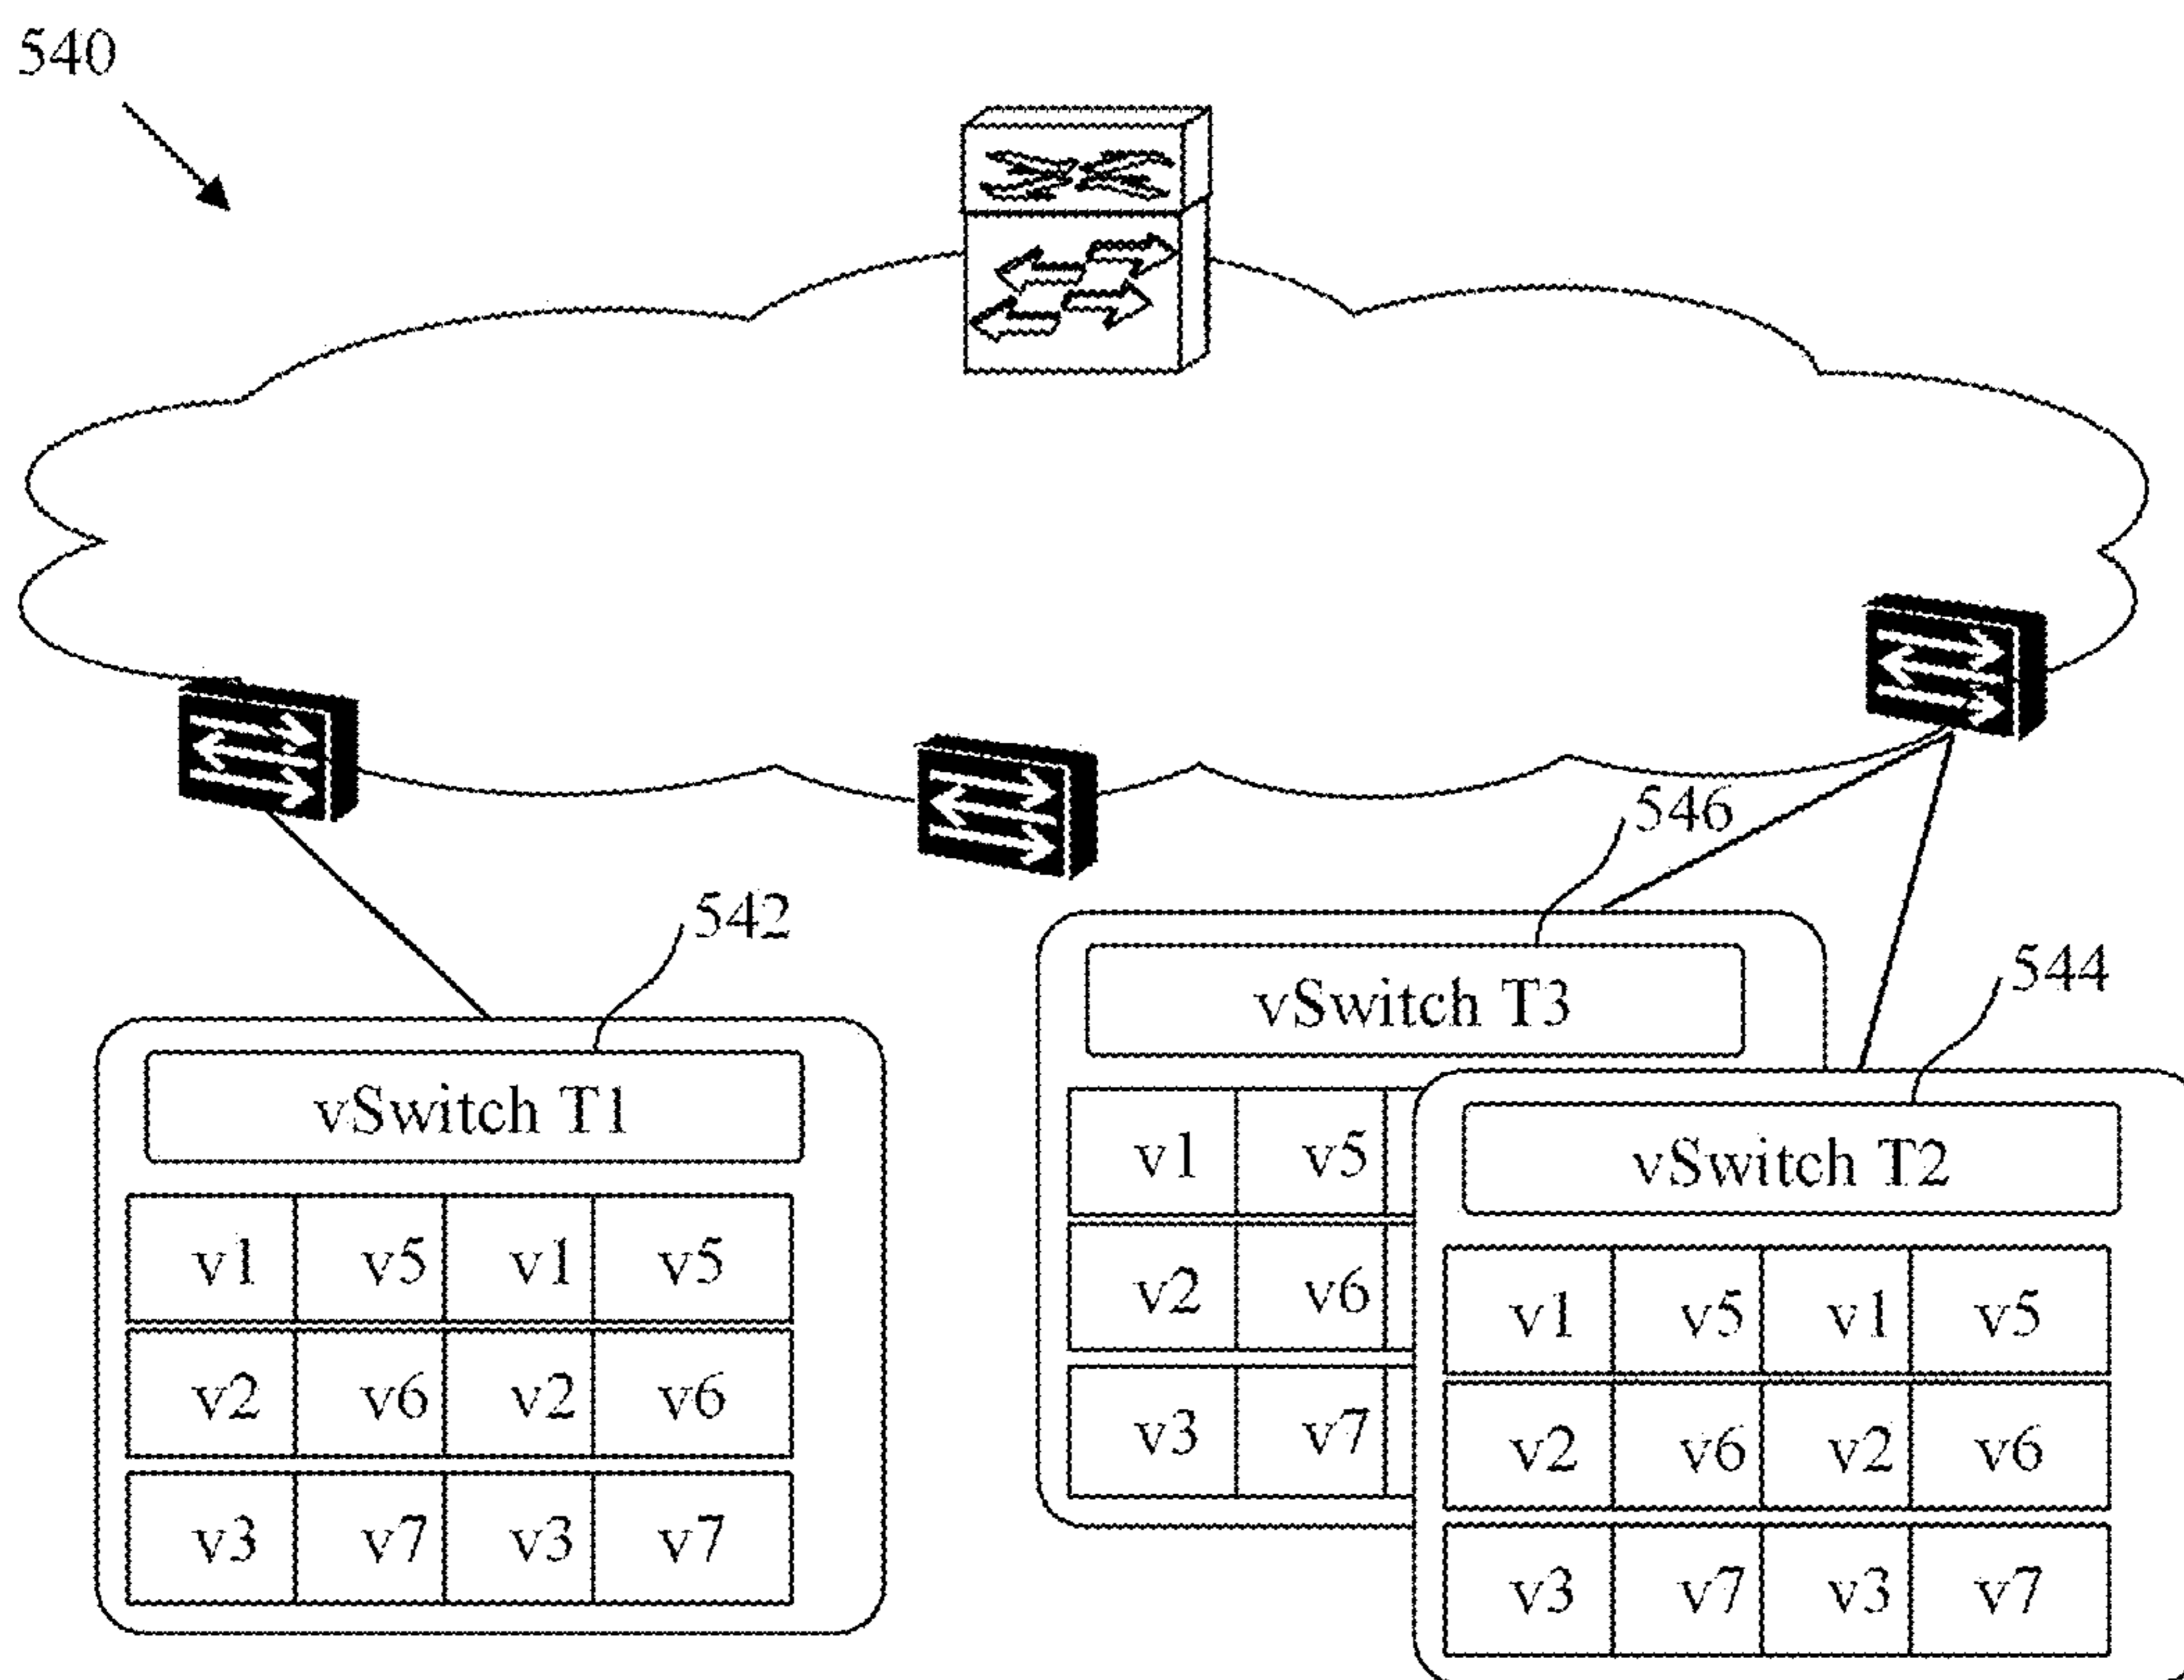 540
546
542
544
vSwitch T3
vSwitch T1
vSwitch T2
v1 v5 v1 v5
v2 v6 v2 v6
v3 v7 v3 v7
v1 v5
v2 v6
v3 v7
v1 v5 v1 v5
v2 v6 v2 v6
v3 v7 v3 v7